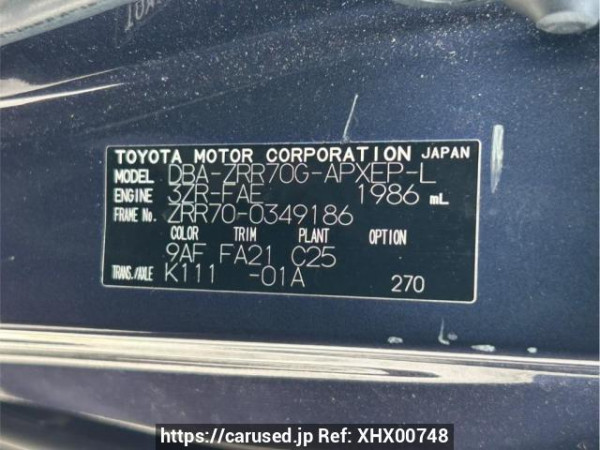 TOYOTA MOTOR CORPORATION JAPAN
MODEL DBA-ZRR70G-APXEP-L
ENGINE 3ZR-FAE 1986 mL
FRAME No. ZRR70-0349186
COLOR TRIM PLANT OPTION
9AF FA21 C25
TRANS./AXLE K111 -01A 270
https://carused.jp Ref: XHX00748